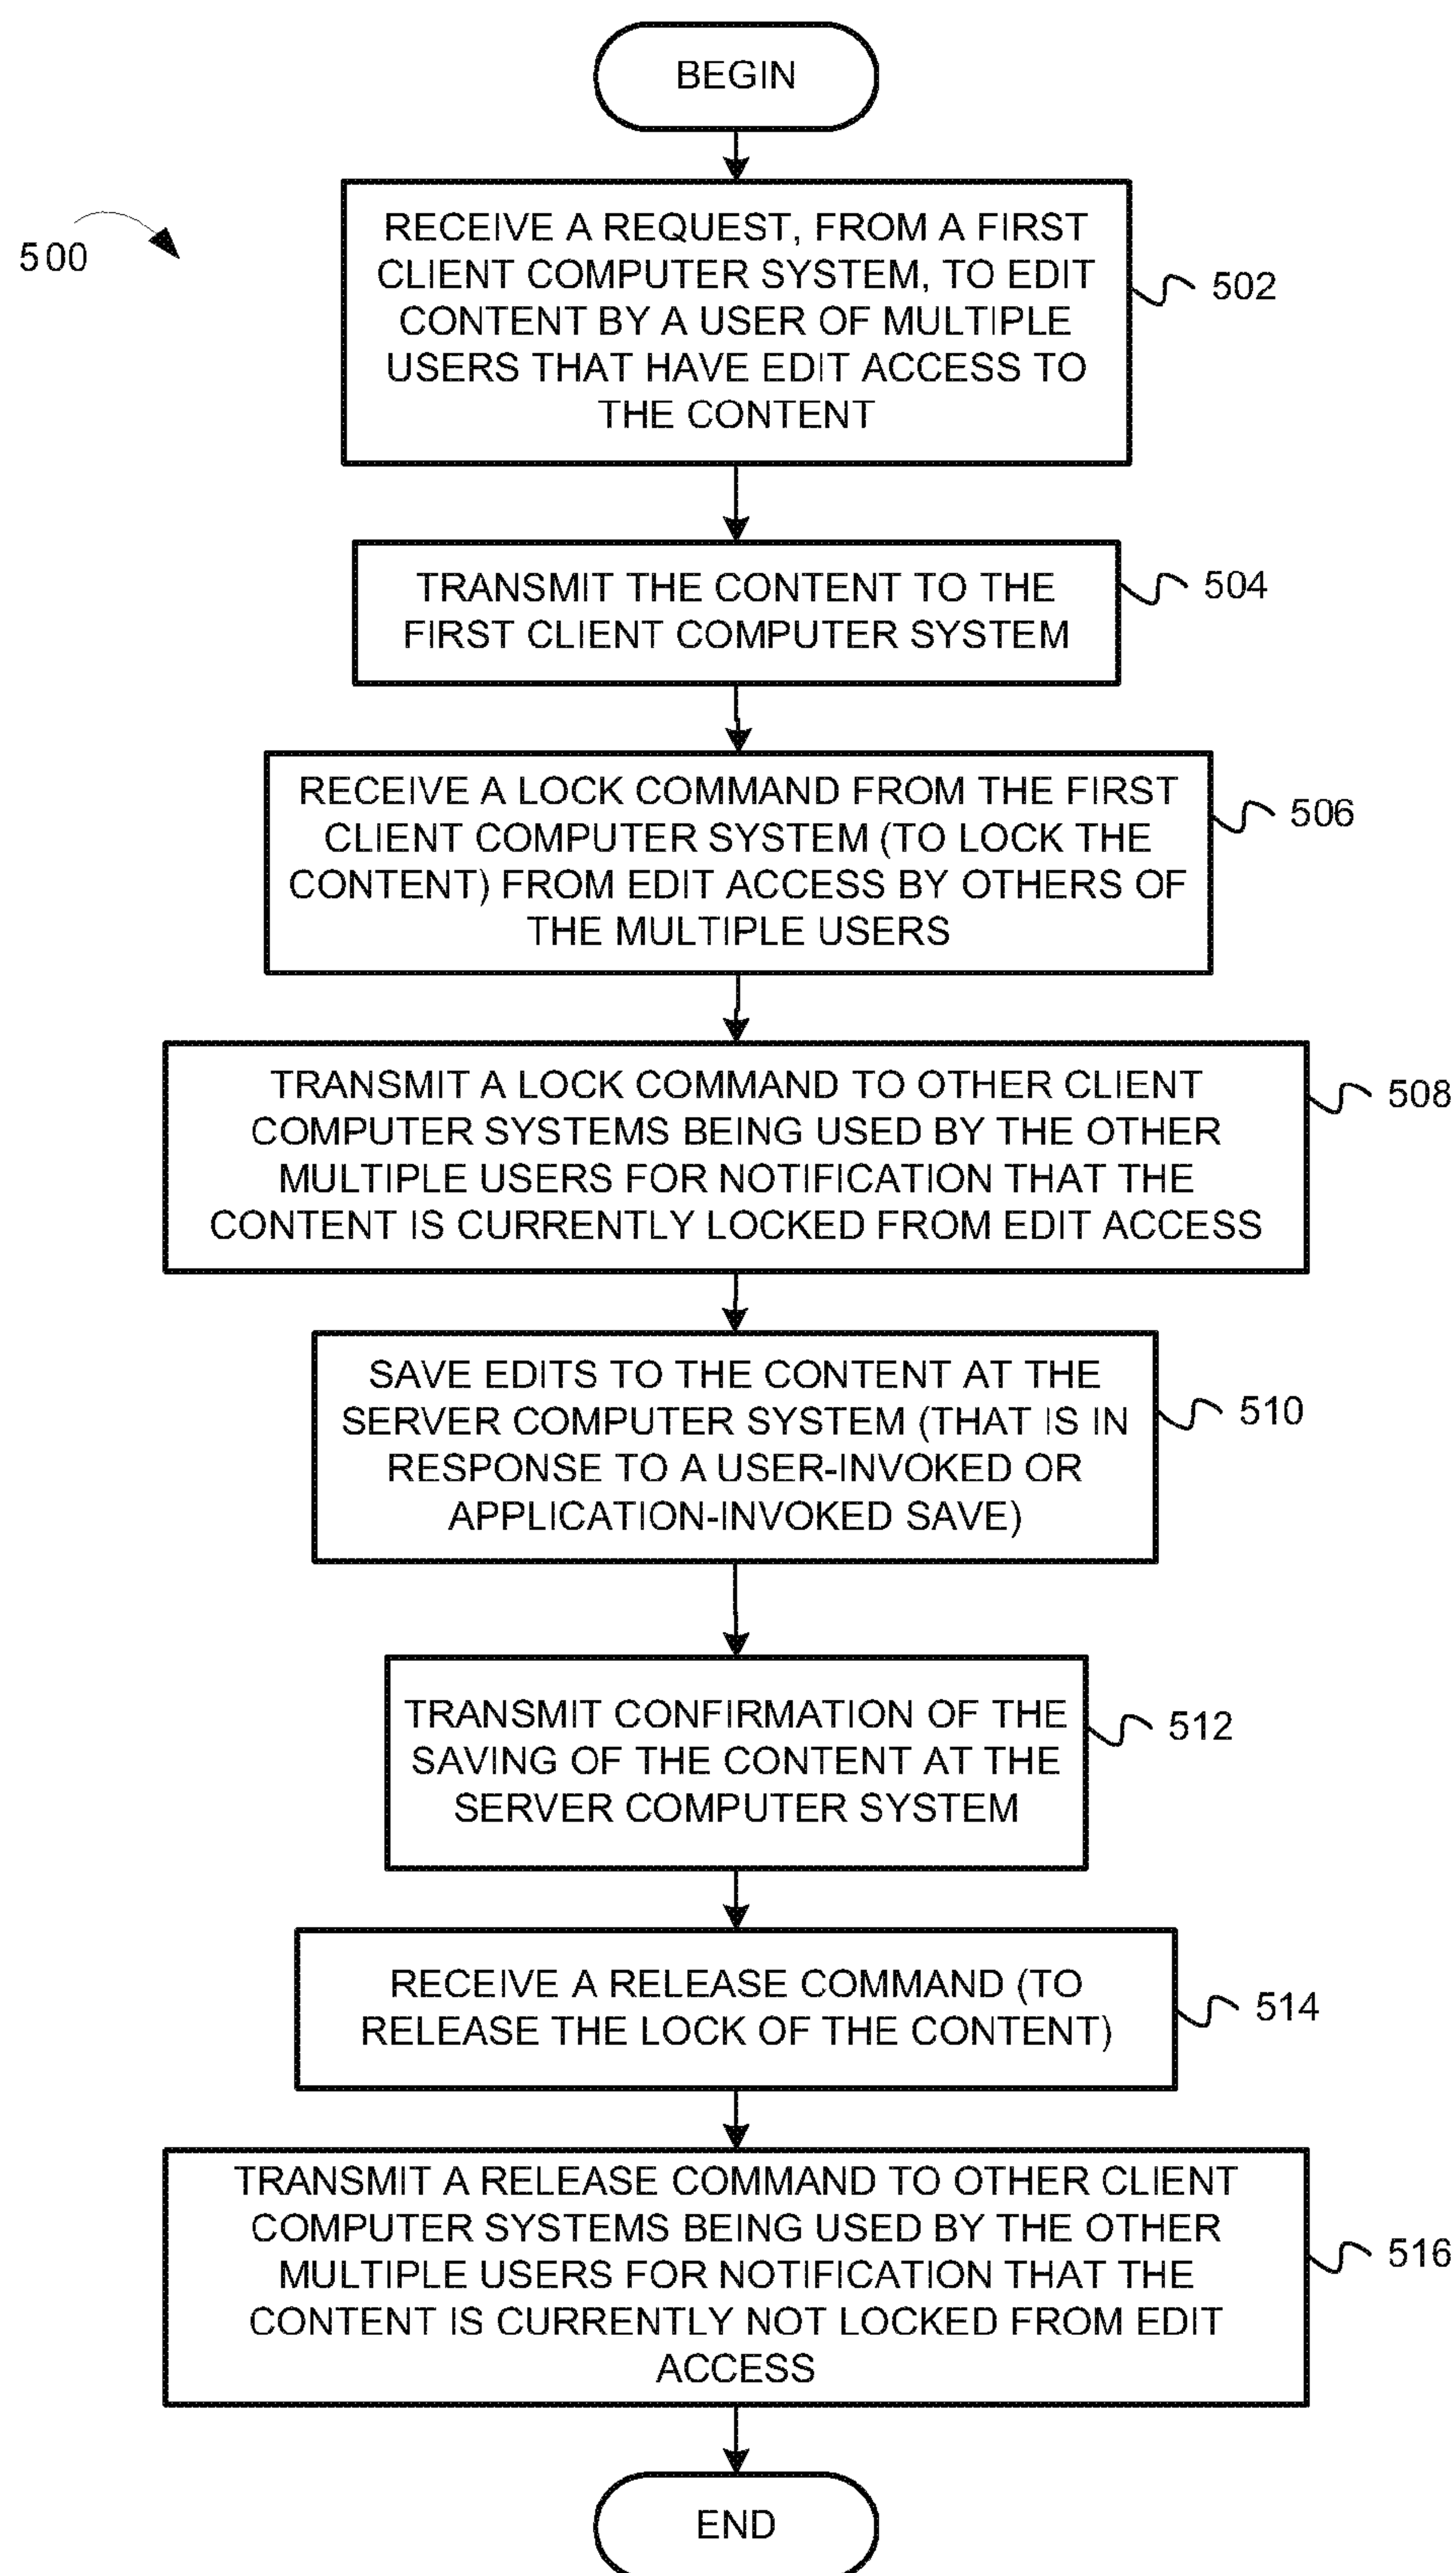 BEGIN
500
RECEIVE A REQUEST, FROM A FIRST
CLIENT COMPUTER SYSTEM, TO EDIT
CONTENT BY A USER OF MULTIPLE
USERS THAT HAVE EDIT ACCESS TO
THE CONTENT
502
TRANSMIT THE CONTENT TO THE
FIRST CLIENT COMPUTER SYSTEM
504
RECEIVE A LOCK COMMAND FROM THE FIRST
CLIENT COMPUTER SYSTEM (TO LOCK THE
CONTENT) FROM EDIT ACCESS BY OTHERS OF
THE MULTIPLE USERS
506
TRANSMIT A LOCK COMMAND TO OTHER CLIENT
COMPUTER SYSTEMS BEING USED BY THE OTHER
MULTIPLE USERS FOR NOTIFICATION THAT THE
CONTENT IS CURRENTLY LOCKED FROM EDIT ACCESS
508
SAVE EDITS TO THE CONTENT AT THE
SERVER COMPUTER SYSTEM (THAT IS IN
RESPONSE TO A USER-INVOKED OR
APPLICATION-INVOKED SAVE)
510
TRANSMIT CONFIRMATION OF THE
SAVING OF THE CONTENT AT THE
SERVER COMPUTER SYSTEM
512
RECEIVE A RELEASE COMMAND (TO
RELEASE THE LOCK OF THE CONTENT)
514
TRANSMIT A RELEASE COMMAND TO OTHER CLIENT
COMPUTER SYSTEMS BEING USED BY THE OTHER
MULTIPLE USERS FOR NOTIFICATION THAT THE
CONTENT IS CURRENTLY NOT LOCKED FROM EDIT
ACCESS
516
END